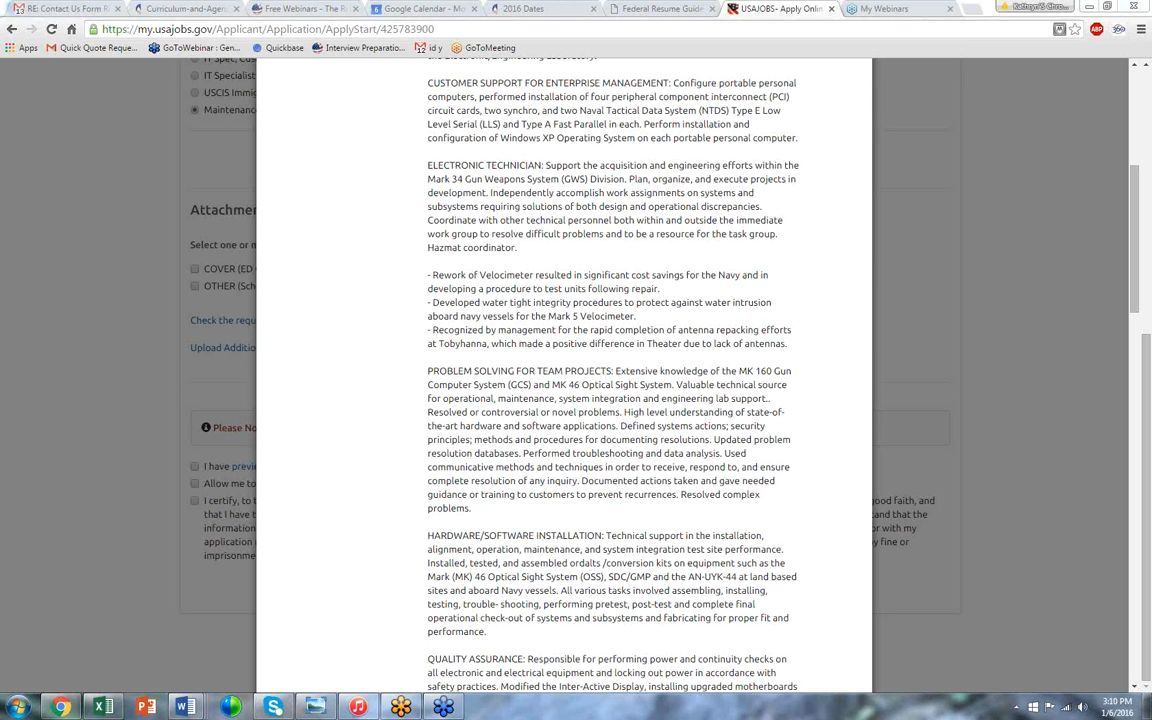 RE: Contact Us Form R
Curriculum-and-Agen
Free Webinars - The R
Google Calendar - Mo
2016 Dates
Federal Resume Guid
USAJOBS- Apply Onlin
My Webinars
Kathryn'S Chro...
https://my.usajobs.gov/Applicant/Application/ApplyStart/425783900
Apps
Quick Quote Reque...
GoToWebinar : Gen...
Quickbase
Interview Preparatio...
id y
GoToMeeting
IT Spec, Cus
IT Specialist
USCIS Immig
Maintenanc
Attachmen
Select one or m
COVER (ED C
OTHER (Sch
Check the requ
Upload Additio
Please No
I have previe
Allow me to
I certify, to t
that I have t
information
application i
imprisonme
CUSTOMER SUPPORT FOR ENTERPRISE MANAGEMENT: Configure portable personal
computers, performed installation of four peripheral component interconnect (PCI)
circuit cards, two synchro, and two Naval Tactical Data System (NTDS) Type E Low
Level Serial (LLS) and Type A Fast Parallel in each. Perform installation and
configuration of Windows XP Operating System on each portable personal computer.
ELECTRONIC TECHNICIAN: Support the acquisition and engineering efforts within the
Mark 34 Gun Weapons System (GWS) Division. Plan, organize, and execute projects in
development. Independently accomplish work assignments on systems and
subsystems requiring solutions of both design and operational discrepancies.
Coordinate with other technical personnel both within and outside the immediate
work group to resolve difficult problems and to be a resource for the task group.
Hazmat coordinator.
- Rework of Velocimeter resulted in significant cost savings for the Navy and in
developing a procedure to test units following repair.
- Developed water tight integrity procedures to protect against water intrusion
aboard navy vessels for the Mark 5 Velocimeter.
- Recognized by management for the rapid completion of antenna repacking efforts
at Tobyhanna, which made a positive difference in Theater due to lack of antennas.
PROBLEM SOLVING FOR TEAM PROJECTS: Extensive knowledge of the MK 160 Gun
Computer System (GCS) and MK 46 Optical Sight System. Valuable technical source
for operational, maintenance, system integration and engineering lab support..
Resolved or controversial or novel problems. High level understanding of state-of-
the-art hardware and software applications. Defined systems actions; security
principles; methods and procedures for documenting resolutions. Updated problem
resolution databases. Performed troubleshooting and data analysis. Used
communicative methods and techniques in order to receive, respond to, and ensure
complete resolution of any inquiry. Documented actions taken and gave needed
guidance or training to customers to prevent recurrences. Resolved complex
problems.
HARDWARE/SOFTWARE INSTALLATION: Technical support in the installation,
alignment, operation, maintenance, and system integration test site performance.
Installed, tested, and assembled ordalts /conversion kits on equipment such as the
Mark (MK) 46 Optical Sight System (OSS), SDC/GMP and the AN-UYK-44 at land based
sites and aboard Navy vessels. All various tasks involved assembling, installing,
testing, trouble- shooting, performing pretest, post-test and complete final
operational check-out of systems and subsystems and fabricating for proper fit and
performance.
QUALITY ASSURANCE: Responsible for performing power and continuity checks on
all electronic and electrical equipment and locking out power in accordance with
safety practices. Modified the Inter-Active Display, installing upgraded motherboards
good faith, and
tand that the
or with my
y fine or
3:10 PM
1/6/2016